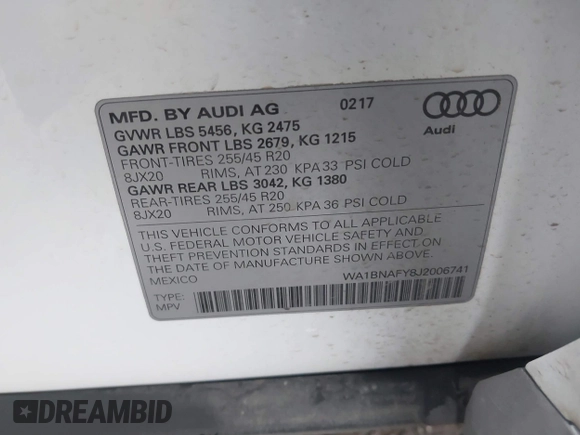 MFD. BY AUDI AG 0217
GVWR LBS 5456, KG 2475
GAWR FRONT LBS 2679, KG 1215
FRONT-TIRES 255/45 R20
8JX20 RIMS, AT 230 KPA 33 PSI COLD
GAWR REAR LBS 3042, KG 1380
REAR-TIRES 255/45 R20
8JX20 RIMS, AT 250 KPA 36 PSI COLD
Audi
THIS VEHICLE CONFORMS TO ALL APPLICABLE
U.S. FEDERAL MOTOR VEHICLE SAFETY AND
THEFT PREVENTION STANDARDS IN EFFECT ON
THE DATE OF MANUFACTURE SHOWN ABOVE.
MEXICO
WA1BNAFY8J2006741
TYPE:
MPV
DREAMBID